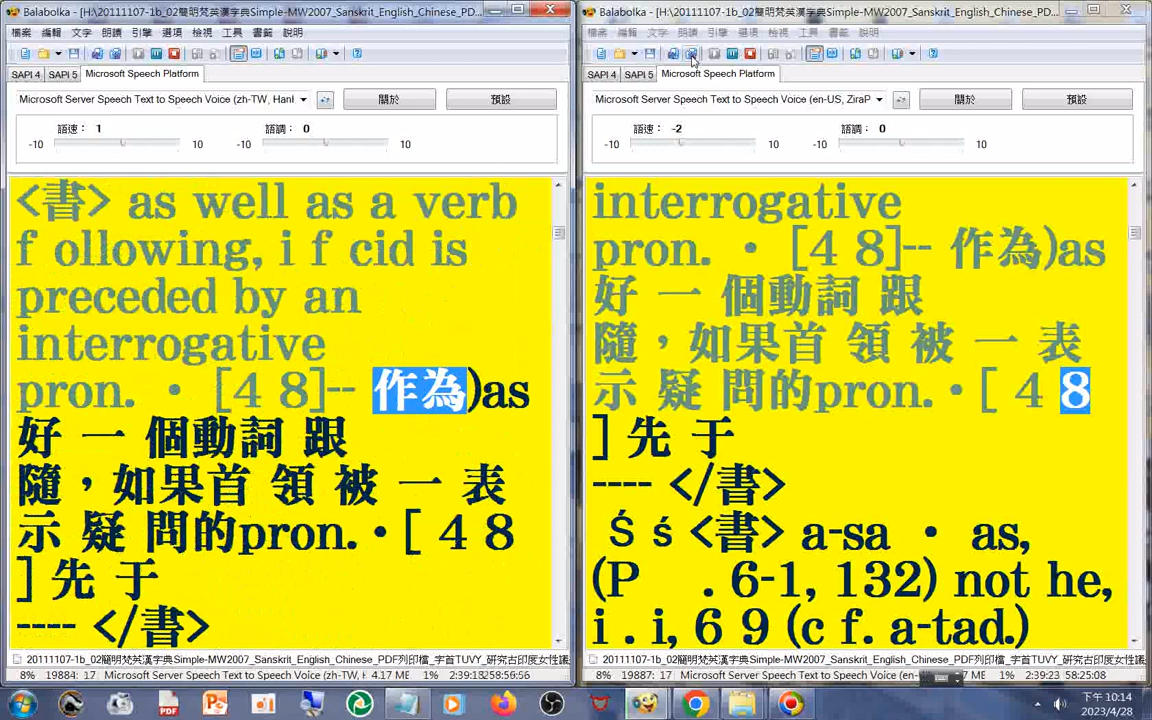 Balabolka - [H:\20111107-1b_02簡明梵英漢字典Simple-MW2007_Sanskrit_English_Chinese_PD...
檔案 編輯 文字 朗讀 引擎 選項 檢視 工具 書籤 說明
SAPI 4 SAPI 5 Microsoft Speech Platform
Microsoft Server Speech Text to Speech Voice (zh-TW, Hanl
關於 預設
語速： 1 語調： 0
-10 10 -10 10
<書> as well as a verb
f ollowing, i f cid is
preceded by an
interrogative
pron. • [4 8]-- 作為)as
好 一 個動詞 跟
隨，如果首 領 被 一 表
示 疑 問的pron.•[ 4 8
] 先 于
---- </書>
20111107-1b_02簡明梵英漢字典Simple-MW2007_Sanskrit_English_Chinese_PDF列印檔_字首TUVY_研究古印度女性議
8% 19884: 17 Microsoft Server Speech Text to Speech Voice (zh-TW, H 4.17 ME 1%
Balabolka - [H:\20111107-1b_02簡明梵英漢字典Simple-MW2007_Sanskrit_English_Chinese_PDF...
檔案 編輯 文字 朗讀 引擎 選項 檢視 工具 書籤 說明
SAPI 4 SAPI 5 Microsoft Speech Platform
Microsoft Server Speech Text to Speech Voice (en-US, ZiraP
關於 預設
語速： -2 語調： 0
-10 10 -10 10
interrogative
pron. • [4 8]-- 作為)as
好 一 個動詞 跟
隨，如果首 領 被 一 表
示 疑 問的pron.•[ 4 8
] 先 于
---- </書>
Ś ś <書> a-sa • as,
(P . 6-1, 132) not he,
i . i, 6 9 (c f. a-tad.)
20111107-1b_02簡明梵英漢字典Simple-MW2007_Sanskrit_English_Chinese_PDF列印檔_字首TUVY_研究古印度女性議
8% 19887: 17 Microsoft Server Speech Text to Speech Voice 1% 2:39:23 58:25:08
下午 10:14
2023/4/28